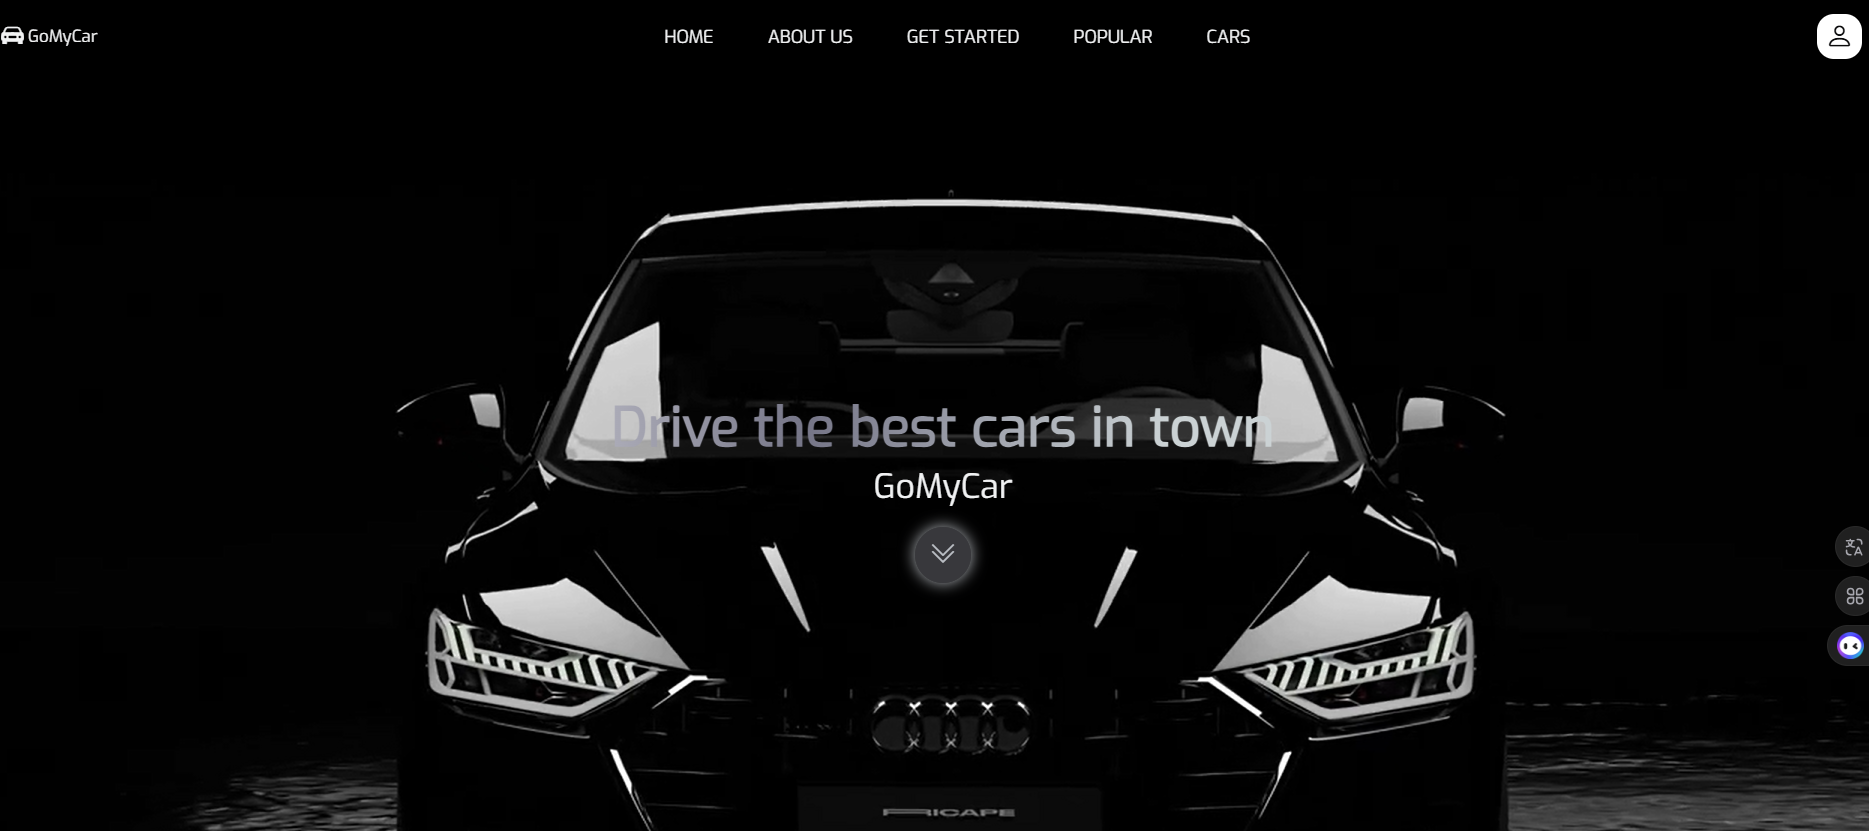 GoMyCar
HOME
ABOUT US
GET STARTED
POPULAR
CARS
Drive the best cars in town
GoMyCar